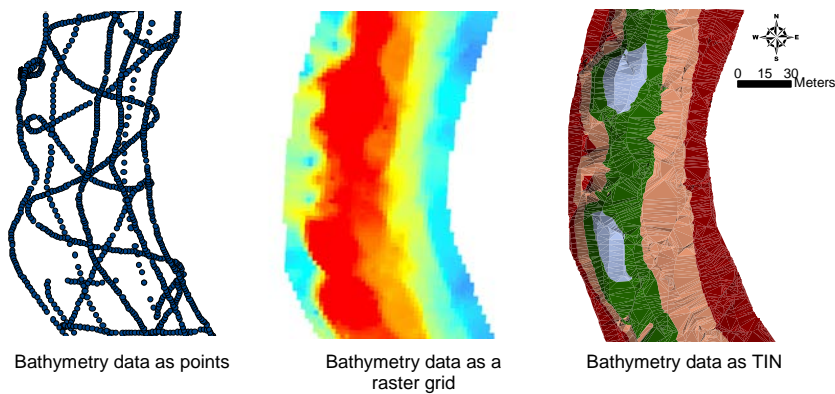 N
W E
S
0 15 30
Meters
Bathymetry data as points
Bathymetry data as a
raster grid
Bathymetry data as TIN